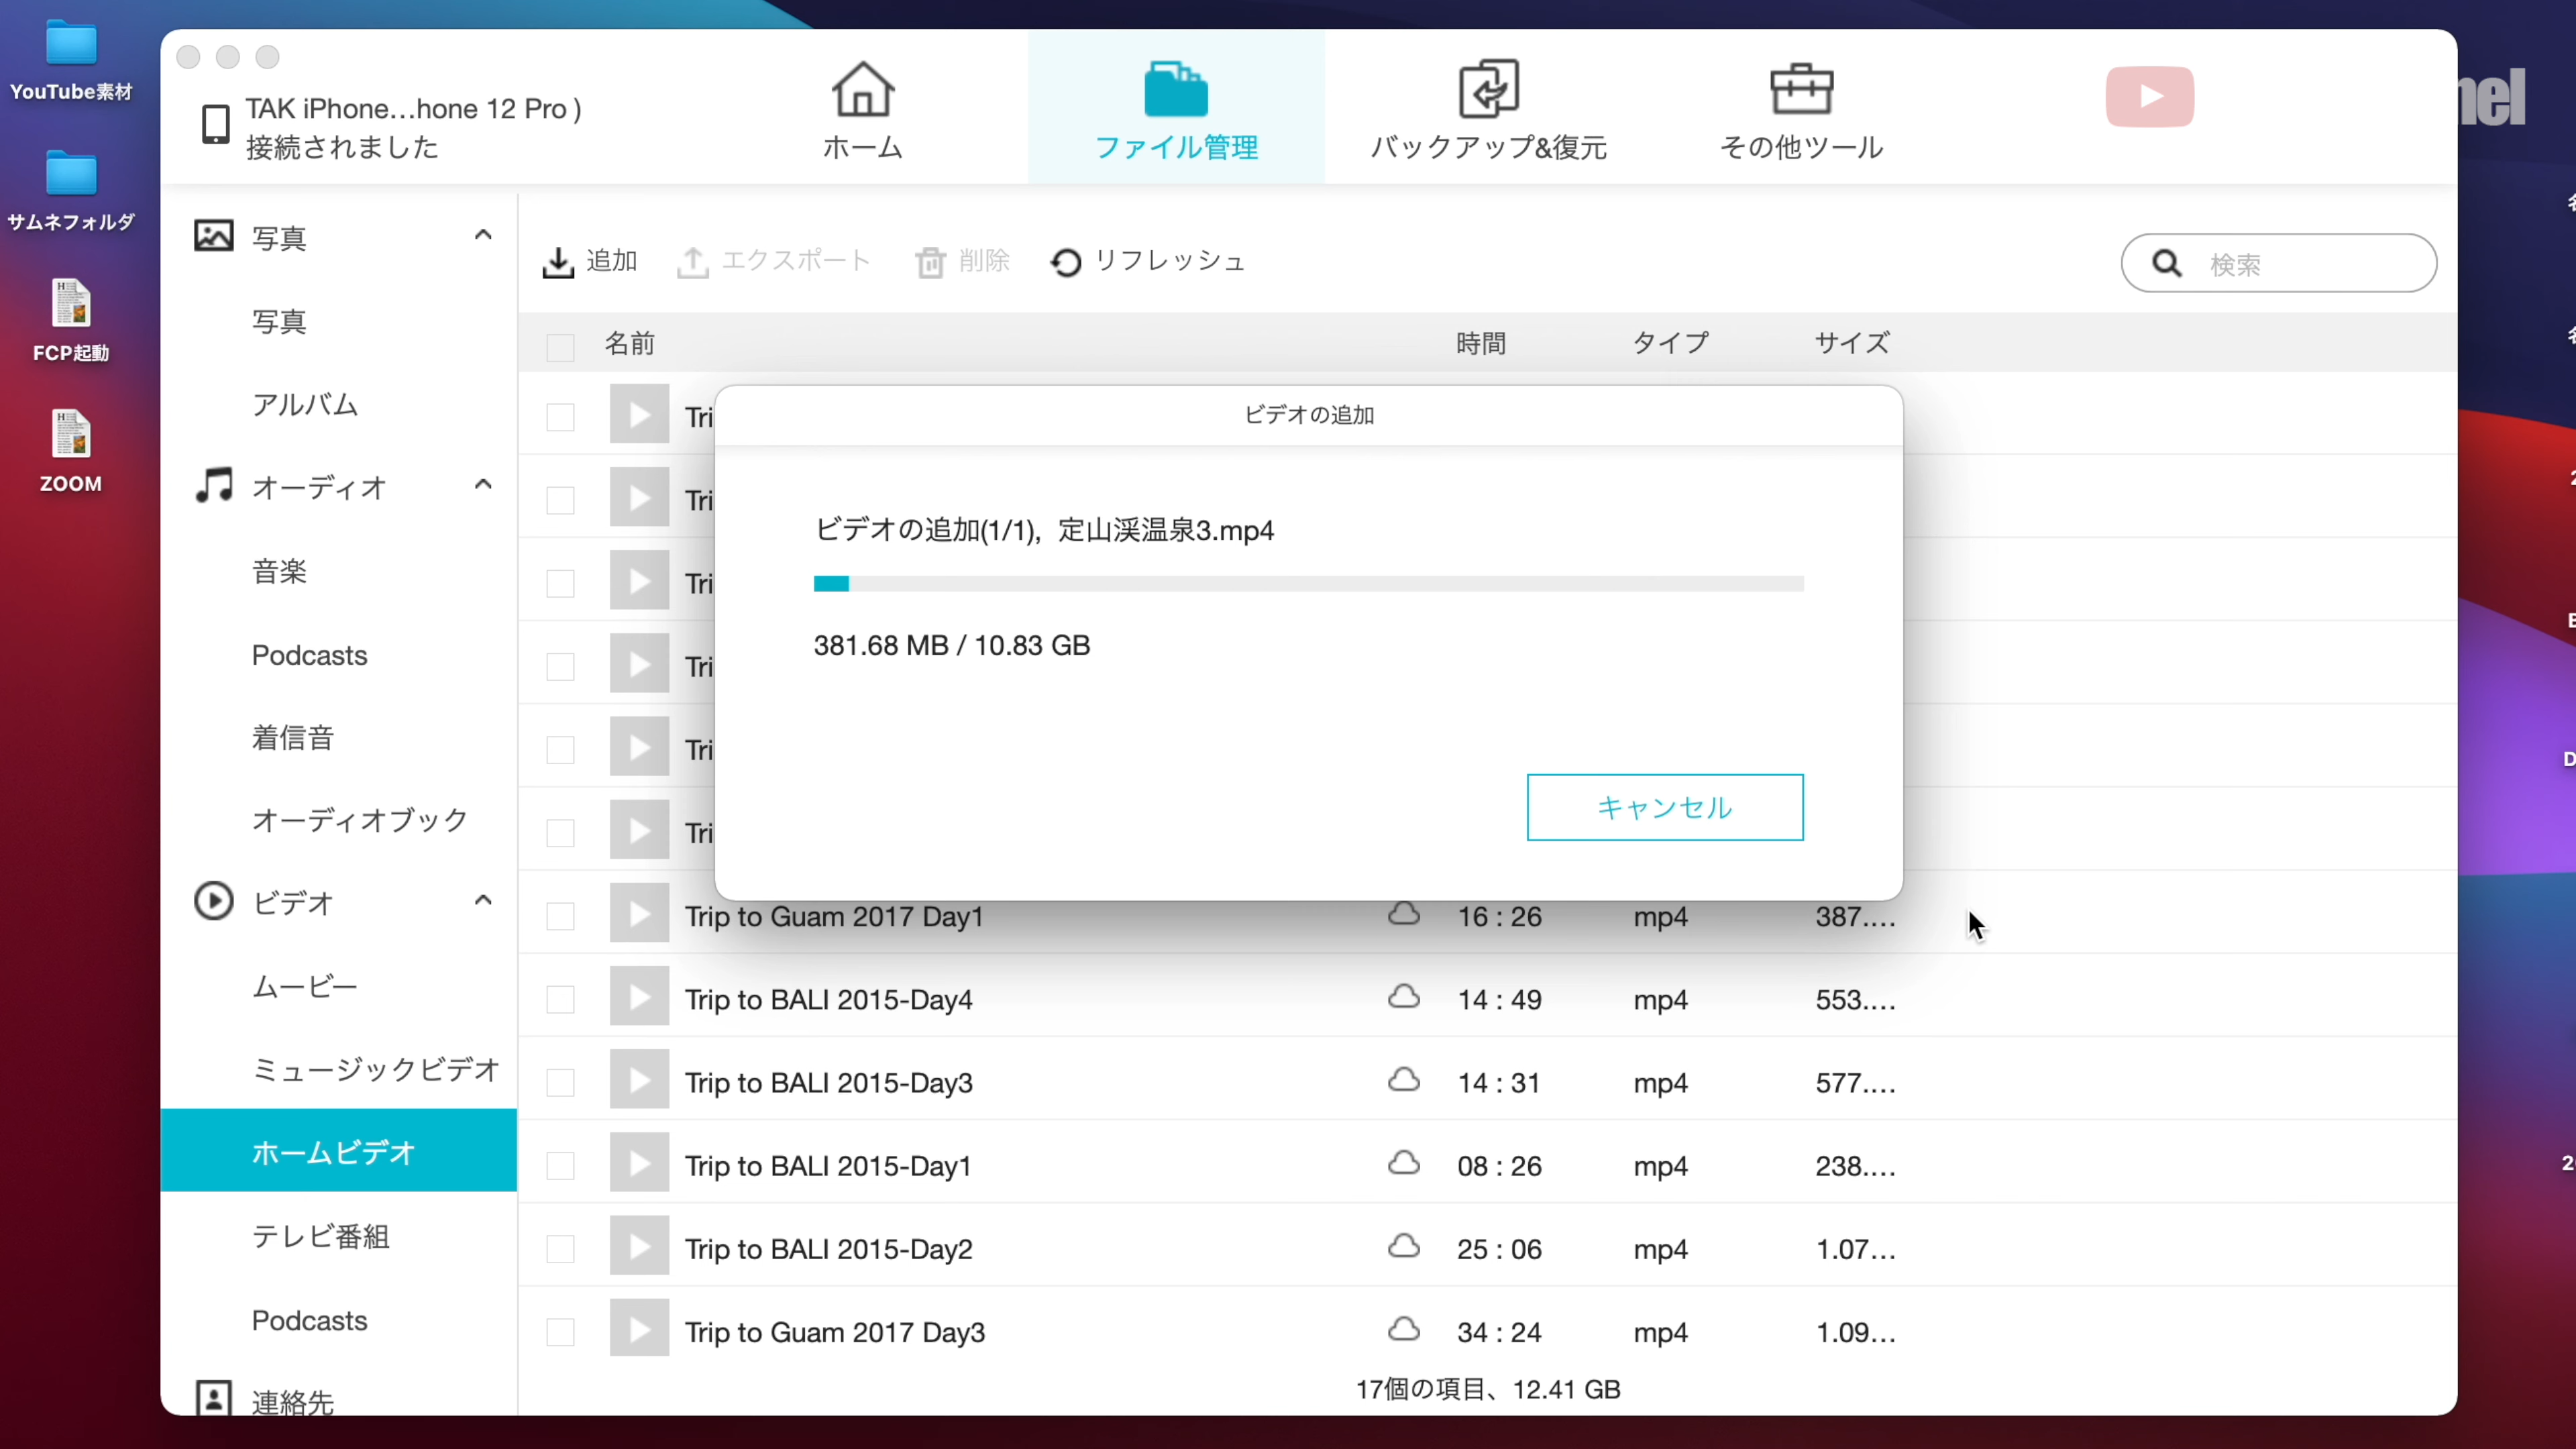 YouTube素材
サムネフォルダ
FCP起動
ZOOM
TAK iPhone...hone 12 Pro )
接続されました
ホーム
ファイル管理
バックアップ&復元
その他ツール
nel
写真
写真
アルバム
オーディオ
音楽
Podcasts
着信音
オーディオブック
ビデオ
ムービー
ミュージックビデオ
ホームビデオ
テレビ番組
Podcasts
連絡先
追加 エクスポート 削除 リフレッシュ
検索
名前 時間 タイプ サイズ
Tri
Tri
Tri
Tri
Tri
Tri
ビデオの追加
ビデオの追加(1/1), 定山渓温泉3.mp4
381.68 MB / 10.83 GB
キャンセル
Trip to Guam 2017 Day1 16 : 26 mp4 387....
Trip to BALI 2015-Day4 14 : 49 mp4 553....
Trip to BALI 2015-Day3 14 : 31 mp4 577....
Trip to BALI 2015-Day1 08 : 26 mp4 238....
Trip to BALI 2015-Day2 25 : 06 mp4 1.07...
Trip to Guam 2017 Day3 34 : 24 mp4 1.09...
17個の項目、12.41 GB